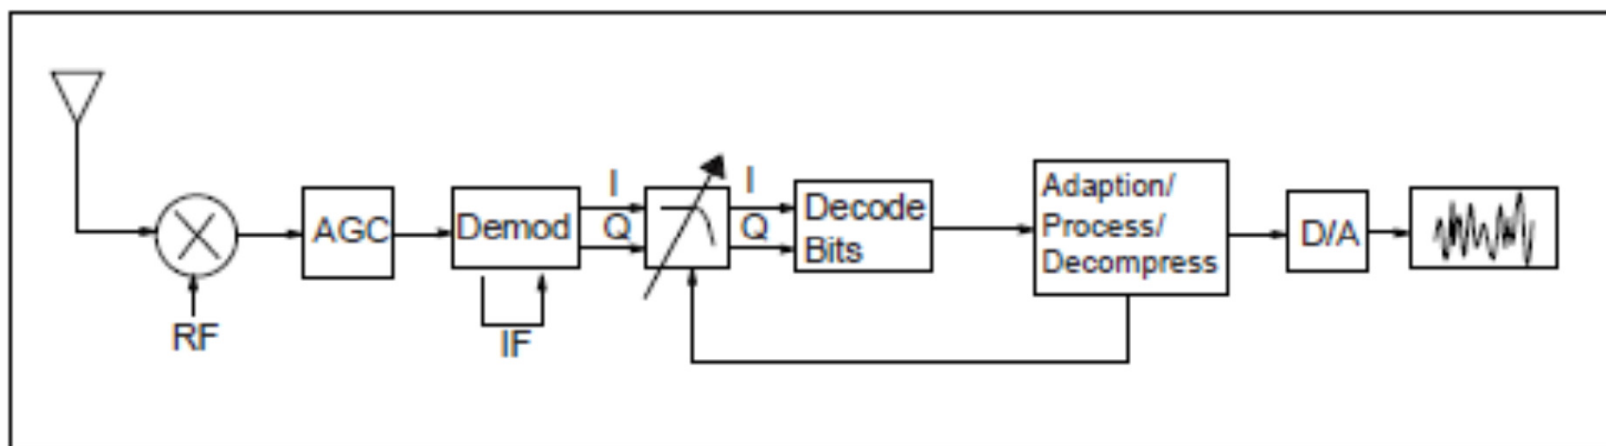 RF
AGC
Demod
IF
I
Q
I
Q
Decode
Bits
Adaption/
Process/
Decompress
D/A